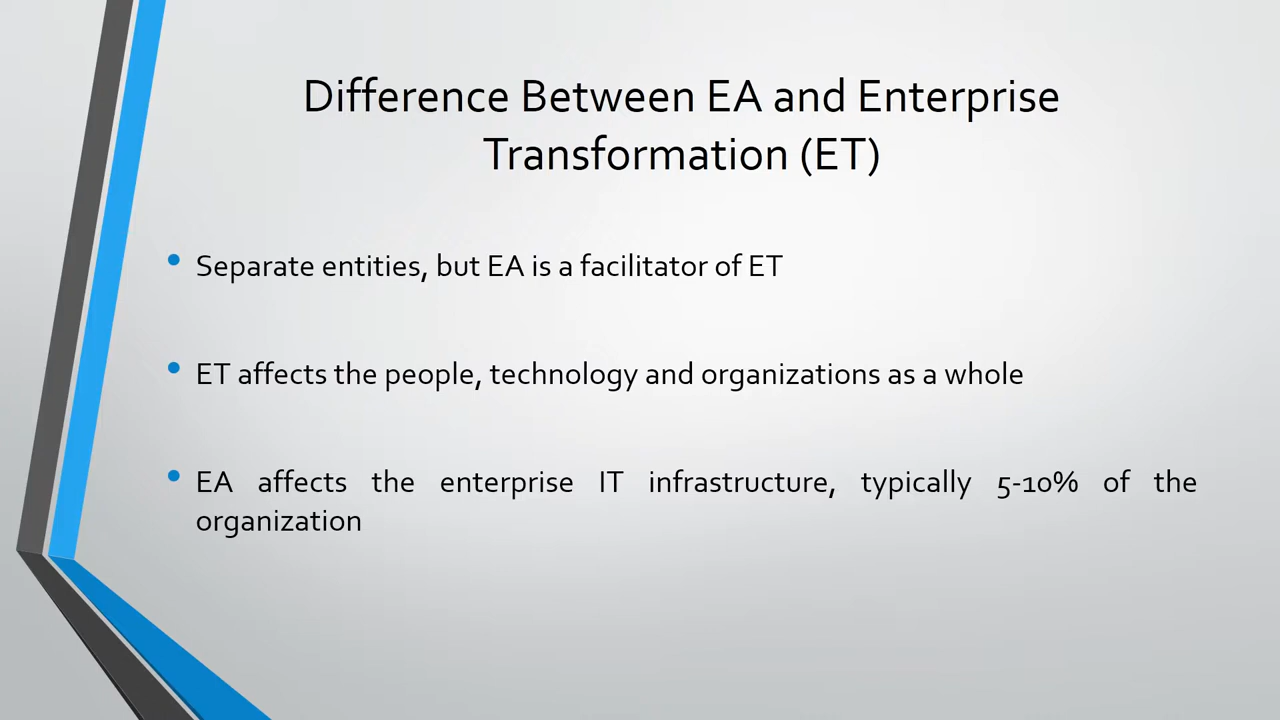 Difference Between EA and Enterprise
Transformation (ET)
• Separate entities, but EA is a facilitator of ET
• ET affects the people, technology and organizations as a whole
• EA affects the enterprise IT infrastructure, typically 5-10% of the
organization